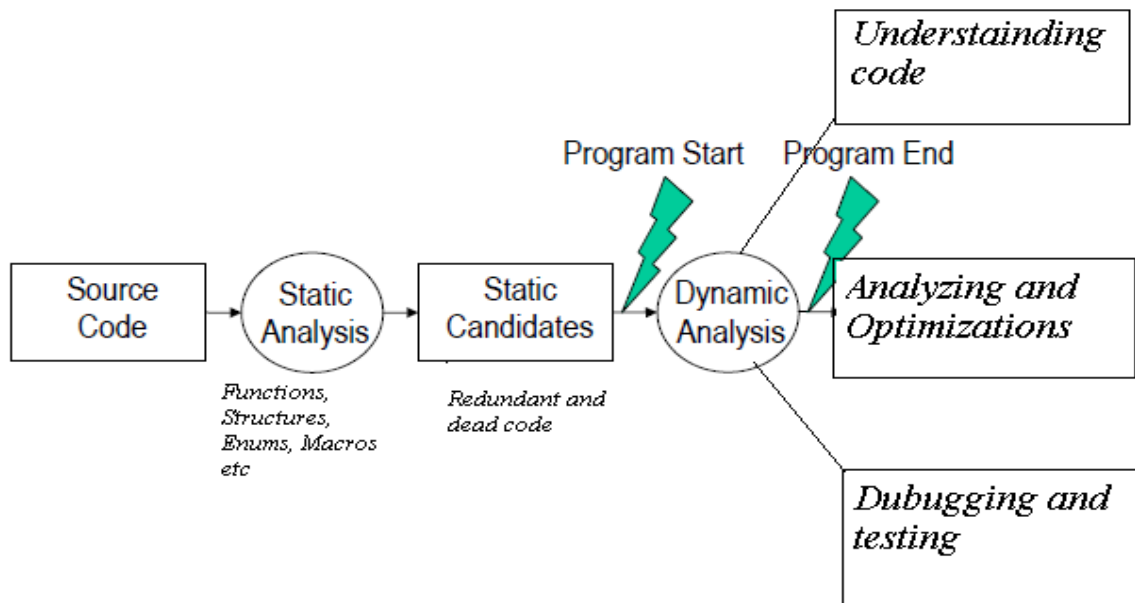 Understainding
code
Program Start
Program End
Source
Code
Static
Analysis
Static
Candidates
Dynamic
Analysis
Analyzing and
Optimizations
Functions,
Structures,
Enums, Macros
etc
Redundant and
dead code
Dubugging and
testing